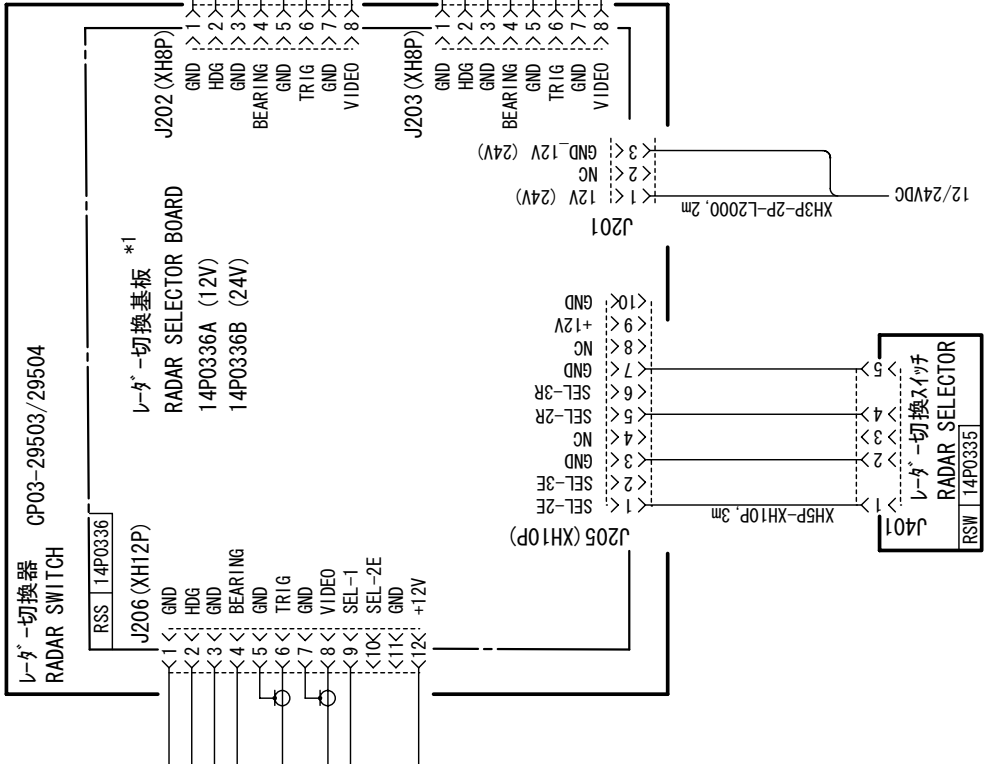 レーダー切換器
RADAR SWITCH
CP03-29503/29504
RSS 14P0336
レーダー切換基板 *1
RADAR SELECTOR BOARD
14P0336A (12V)
14P0336B (24V)
J202(XH8P)
GND 1
HDG 2
GND 3
BEARING 4
GND 5
TRIG 6
GND 7
VIDEO 8
J203(XH8P)
GND 1
HDG 2
GND 3
BEARING 4
GND 5
TRIG 6
GND 7
VIDEO 8
J206(XH12P)
1 GND
2 HDG
3 GND
4 BEARING
5 GND
6 TRIG
7 GND
8 VIDEO
9 SEL-1
10 SEL-2E
11 GND
12 +12V
J201
1 12V (24V)
2 NC
3 GND_12V (24V)
XH3P-2P-L2000,2m
12/24VDC
J205(XH10P)
1 SEL-2E
2 SEL-3E
3 GND
4 NC
5 SEL-2R
6 SEL-3R
7 GND
8 NC
9 +12V
10 GND
XH5P-XH10P,3m
J401
1
2
3
4
5
レーダー切換スイッチ
RADAR SELECTOR
RSW 14P0335